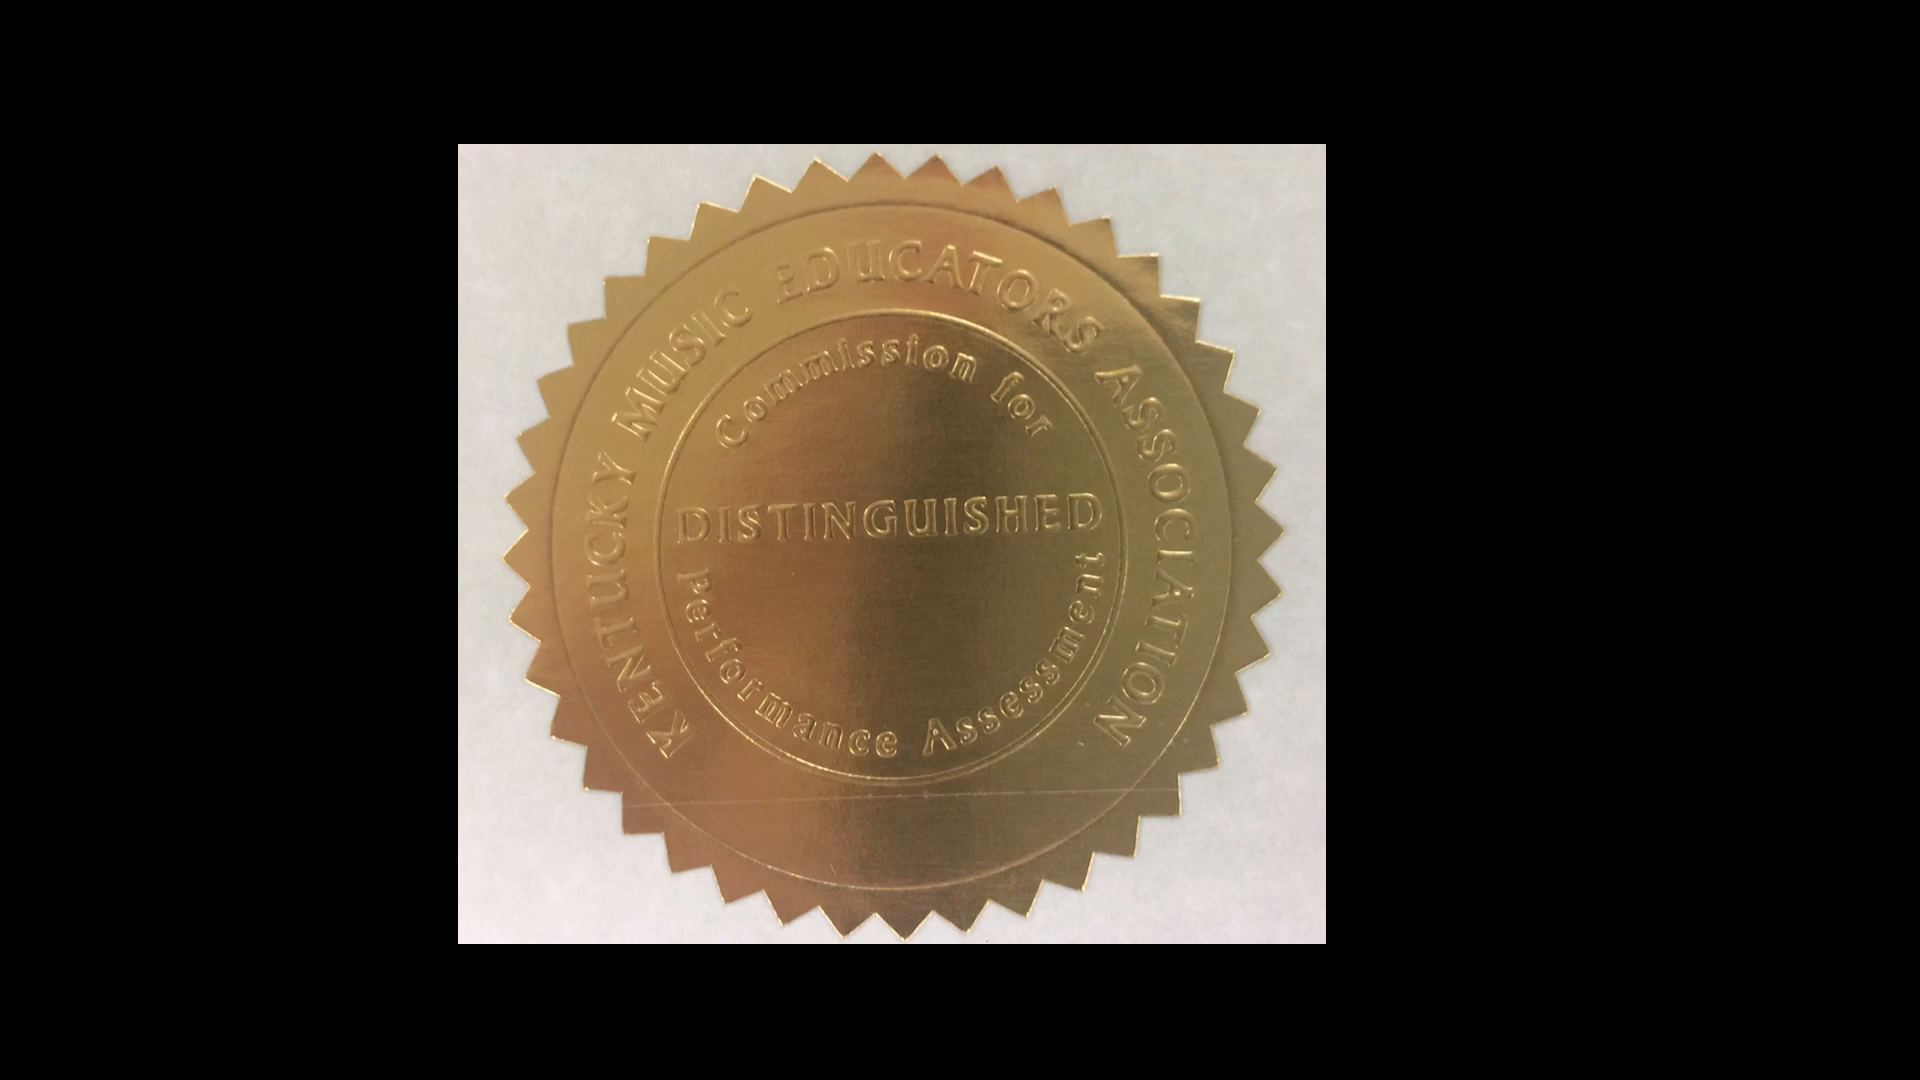 KENTUCKY MUSIC EDUCATORS ASSOCIATION
Commission for
DISTINGUISHED
Performance Assessment